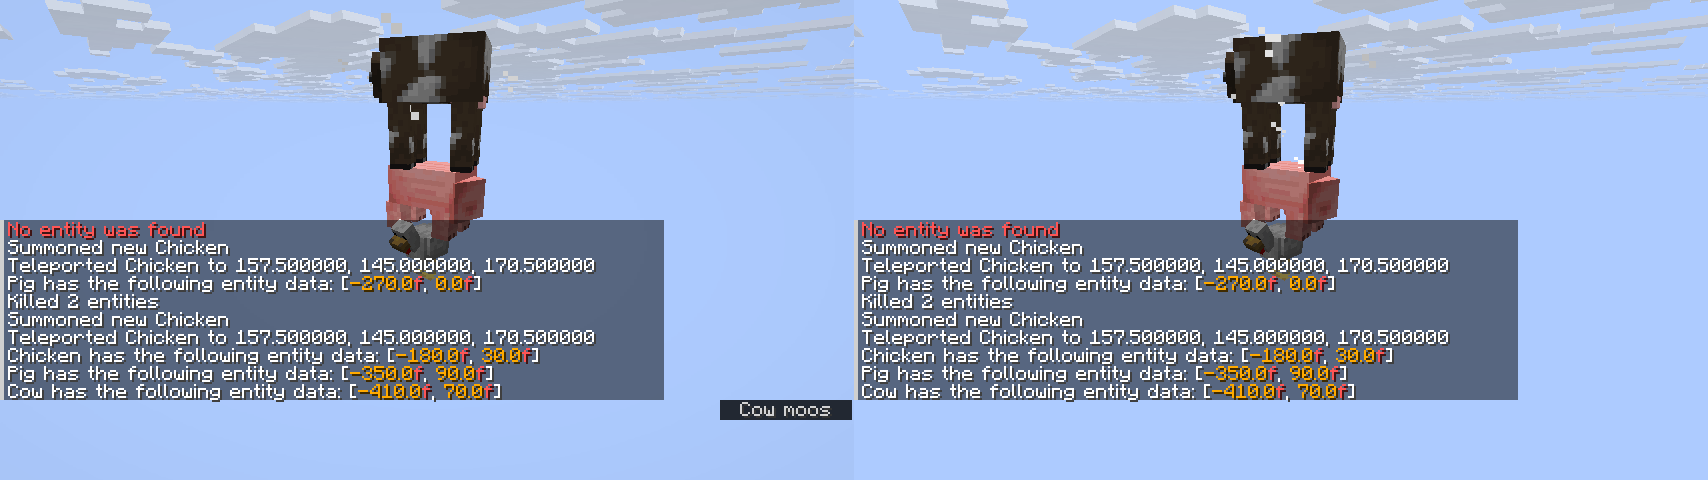 No entity was found
Summoned new Chicken
Teleported Chicken to 157.500000, 145.000000, 170.500000
Pig has the following entity data: [-270.0f, 0.0f]
Killed 2 entities
Summoned new Chicken
Teleported Chicken to 157.500000, 145.000000, 170.500000
Chicken has the following entity data: [-180.0f, 30.0f]
Pig has the following entity data: [-350.0f, 90.0f]
Cow has the following entity data: [-410.0f, 70.0f]
Cow moos
No entity was found
Summoned new Chicken
Teleported Chicken to 157.500000, 145.000000, 170.500000
Pig has the following entity data: [-270.0f, 0.0f]
Killed 2 entities
Summoned new Chicken
Teleported Chicken to 157.500000, 145.000000, 170.500000
Chicken has the following entity data: [-180.0f, 30.0f]
Pig has the following entity data: [-350.0f, 90.0f]
Cow has the following entity data: [-410.0f, 70.0f]